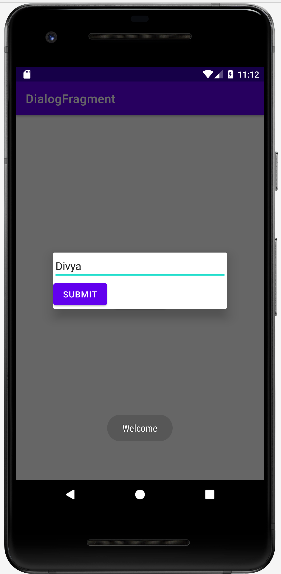 11:12
DialogFragment
Divya
SUBMIT
Welcome